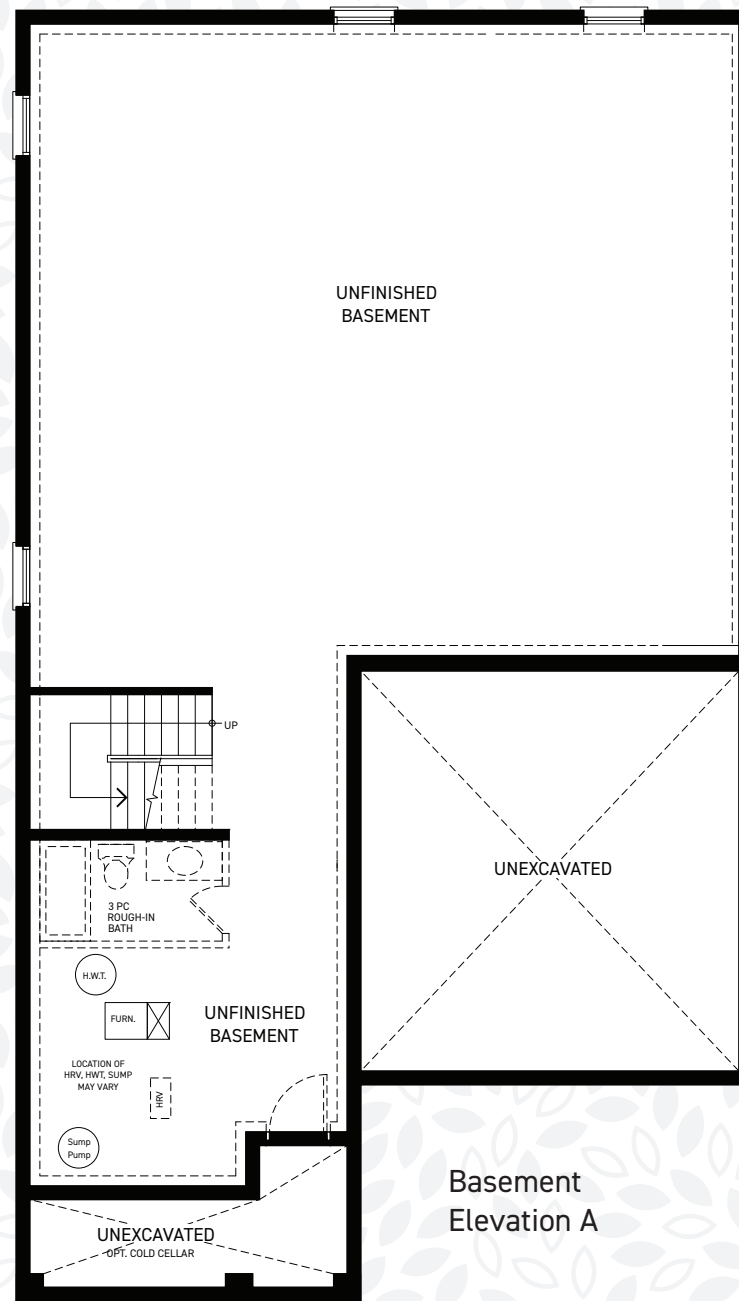 UNFINISHED
BASEMENT
UP
UNEXCAVATED
3 PC
ROUGH-IN
BATH
H.W.T.
FURN.
UNFINISHED
BASEMENT
LOCATION OF
HRV, HWT, SUMP
MAY VARY
HRV
Sump
Pump
UNEXCAVATED
OPT. COLD CELLAR
Basement
Elevation A